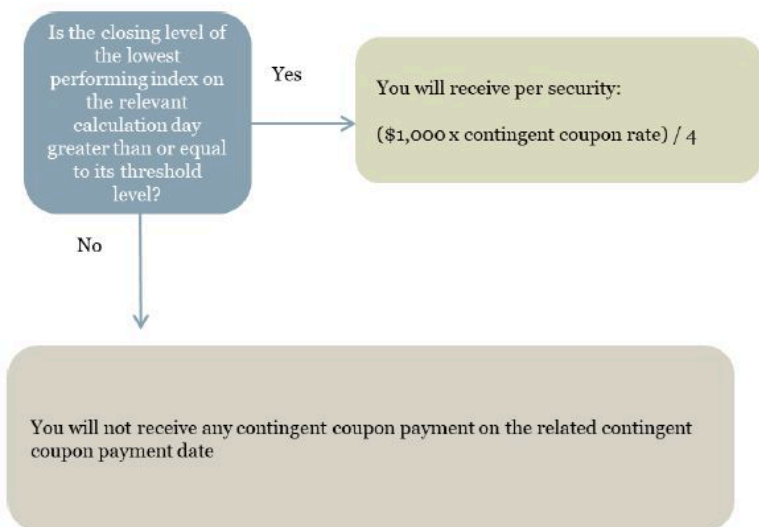 Is the closing level of
the lowest
performing index on
the relevant
calculation day
greater than or equal
to its threshold
level?
Yes
You will receive per security:
($1,000 x contingent coupon rate) / 4
No
You will not receive any contingent coupon payment on the related contingent
coupon payment date